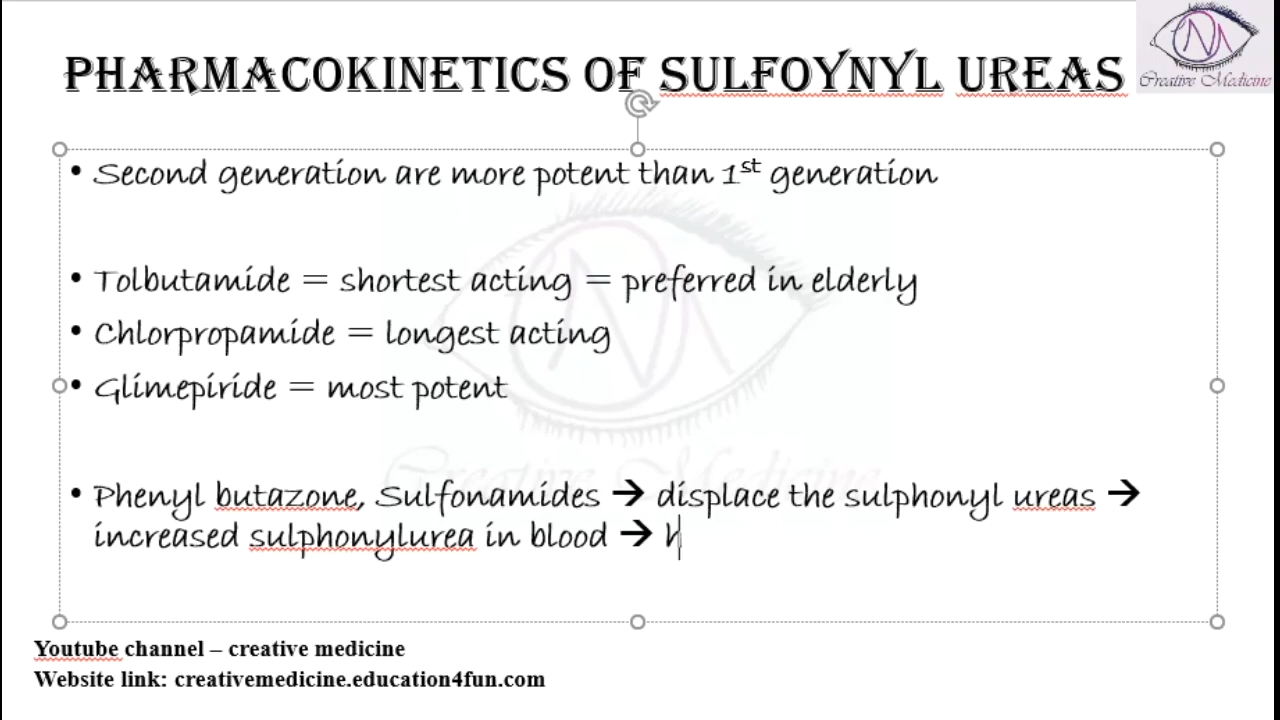 PHARMACOKINETICS OF SULFOYNYL UREAS
Creative Medicine
• Second generation are more potent than 1st generation
• Tolbutamide = shortest acting = preferred in elderly
• Chlorpropamide = longest acting
• Glimepiride = most potent
Creative Medicine
• Phenyl butazone, Sulfonamides → displace the sulphonyl ureas →
increased sulphonylurea in blood → h
Youtube channel – creative medicine
Website link: creativemedicine.education4fun.com